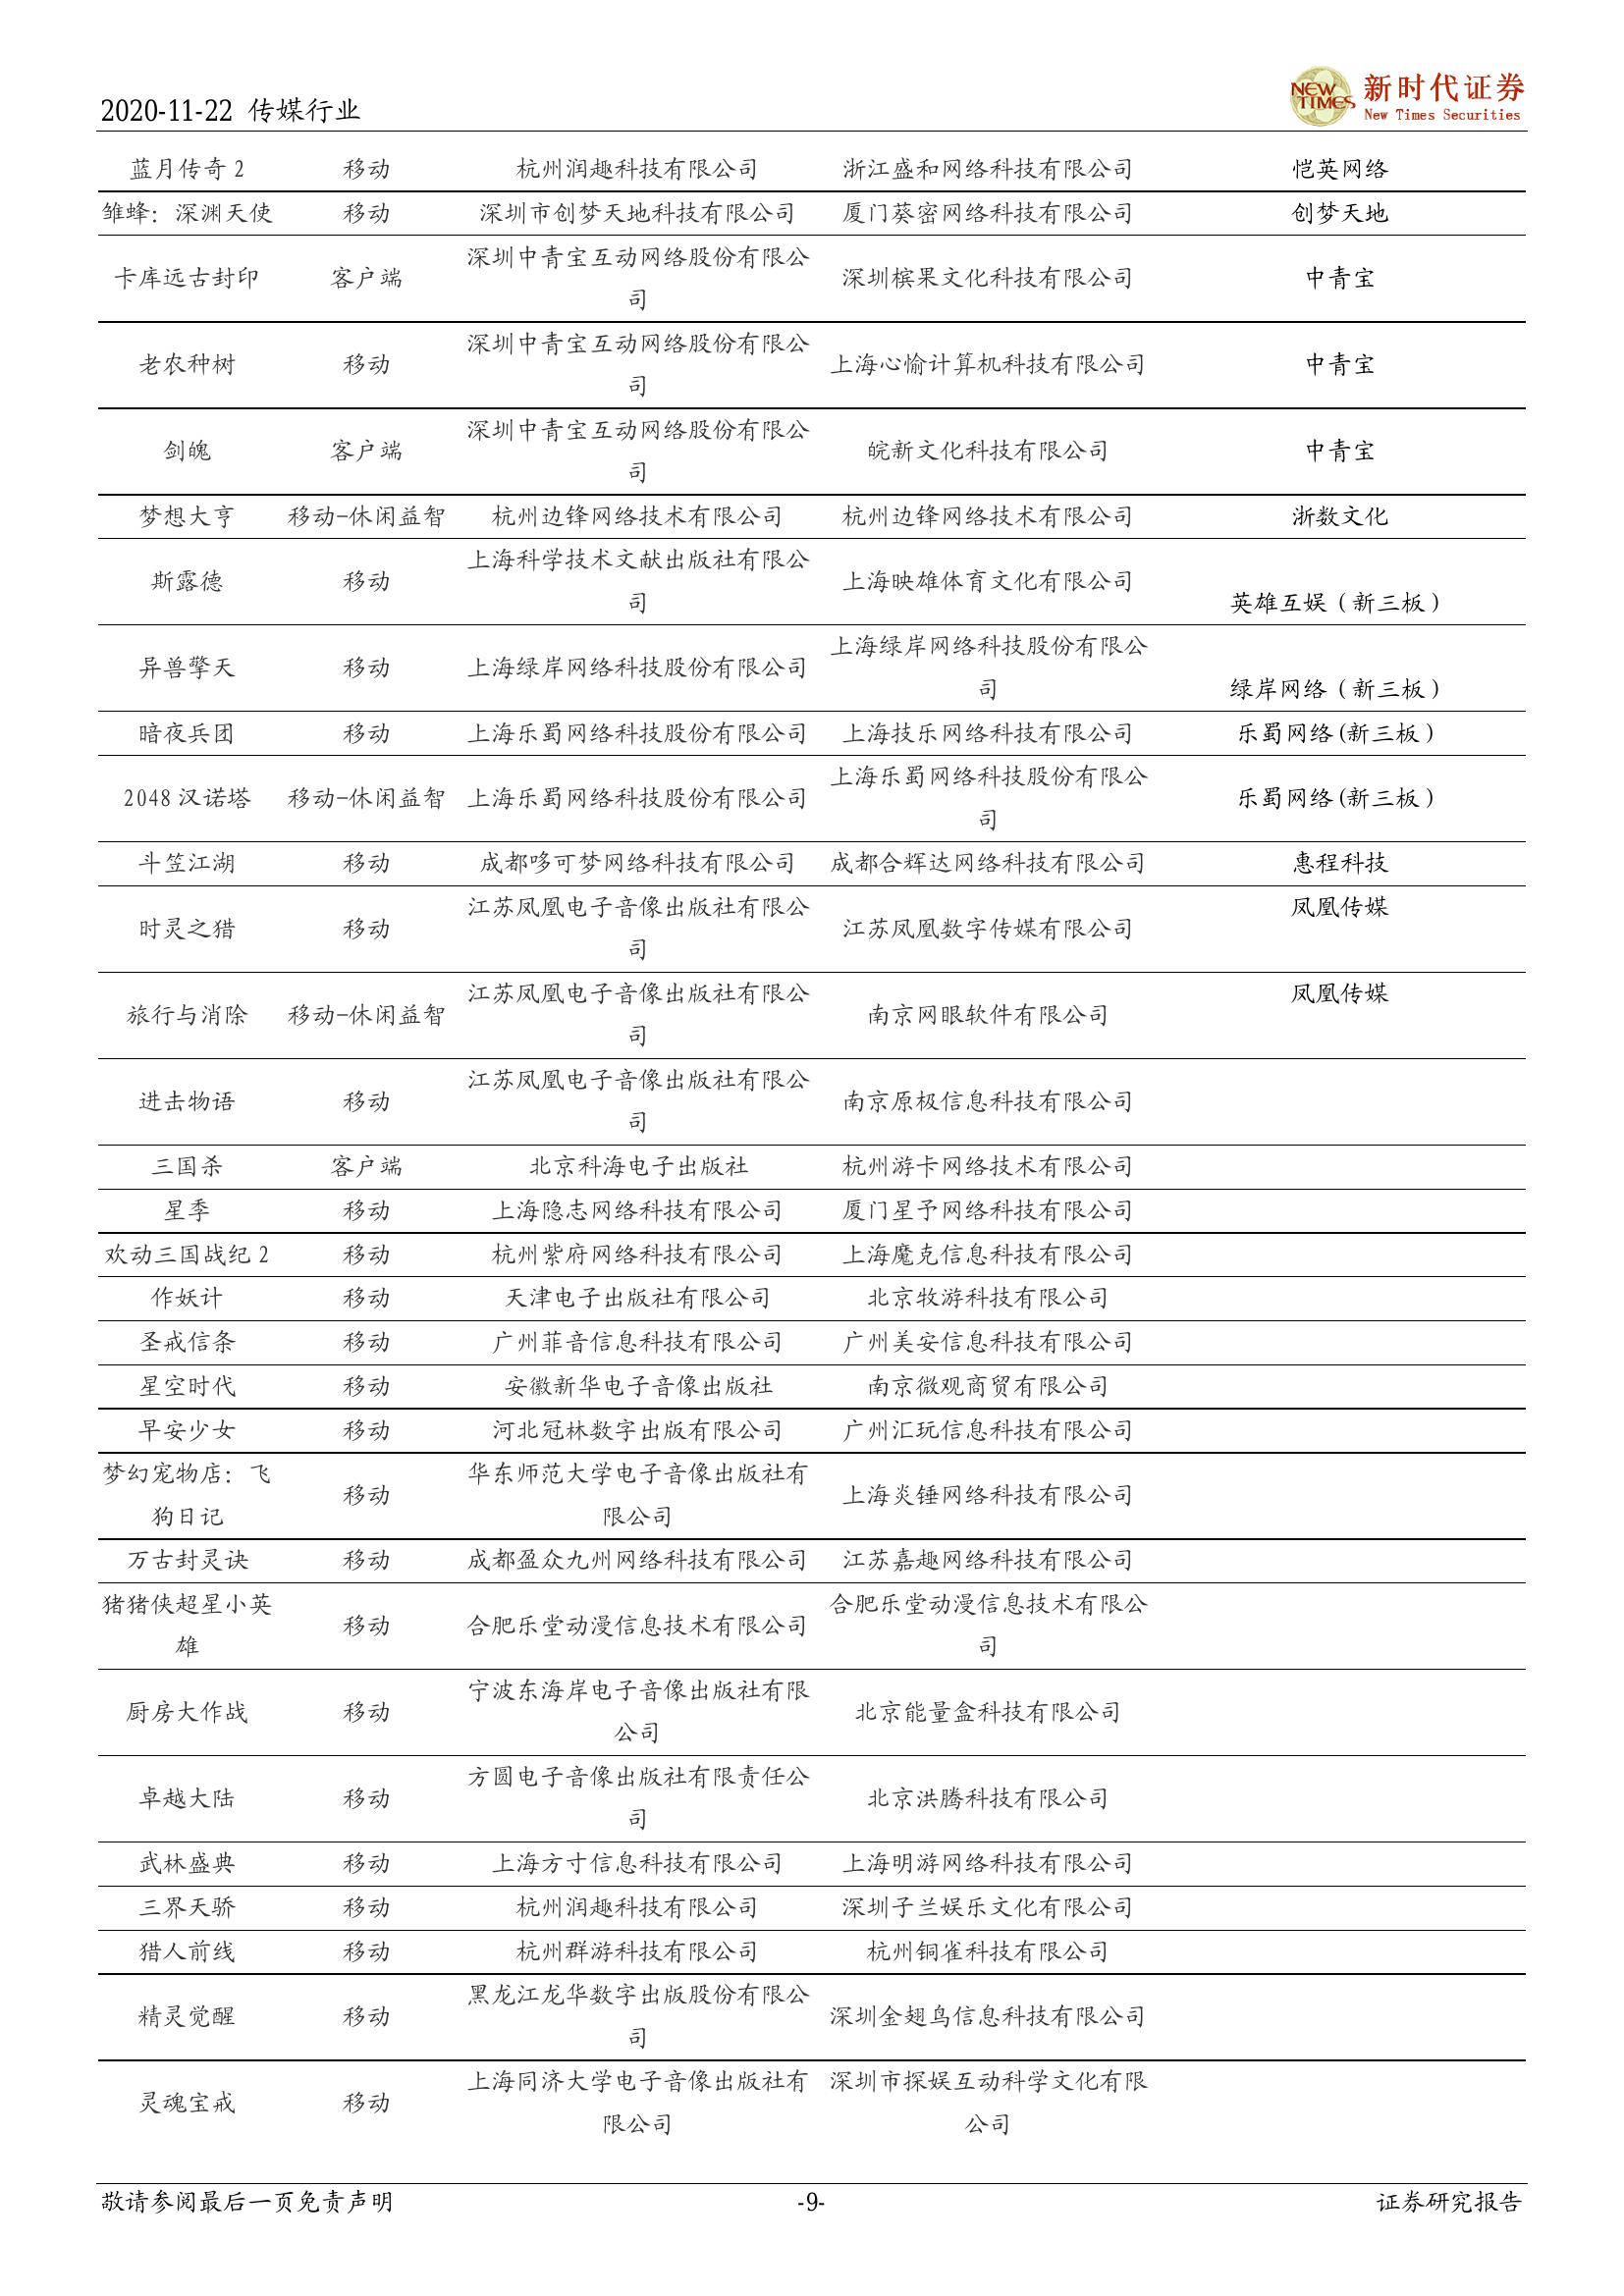 2020-11-22 传媒行业
NEW TIMES 新时代证券
New Times Securities
蓝月传奇 2 移动 杭州润趣科技有限公司 浙江盛和网络科技有限公司 恺英网络
雏蜂：深渊天使 移动 深圳市创梦天地科技有限公司 厦门葵密网络科技有限公司 创梦天地
深圳中青宝互动网络股份有限公
卡库远古封印 客户端 深圳槟果文化科技有限公司 中青宝
司
深圳中青宝互动网络股份有限公
老农种树 移动 上海心愉计算机科技有限公司 中青宝
司
深圳中青宝互动网络股份有限公
剑魄 客户端 皖新文化科技有限公司 中青宝
司
梦想大亨 移动-休闲益智 杭州边锋网络技术有限公司 杭州边锋网络技术有限公司 浙数文化
上海科学技术文献出版社有限公
斯露德 移动 上海映雄体育文化有限公司
司 英雄互娱（新三板）
上海绿岸网络科技股份有限公
异兽擎天 移动 上海绿岸网络科技股份有限公司
司 绿岸网络（新三板）
暗夜兵团 移动 上海乐蜀网络科技股份有限公司 上海技乐网络科技有限公司 乐蜀网络(新三板）
上海乐蜀网络科技股份有限公
2048 汉诺塔 移动-休闲益智 上海乐蜀网络科技股份有限公司 乐蜀网络(新三板）
司
斗笠江湖 移动 成都哆可梦网络科技有限公司 成都合辉达网络科技有限公司 惠程科技
江苏凤凰电子音像出版社有限公 凤凰传媒
时灵之猎 移动 江苏凤凰数字传媒有限公司
司
江苏凤凰电子音像出版社有限公 凤凰传媒
旅行与消除 移动-休闲益智 南京网眼软件有限公司
司
江苏凤凰电子音像出版社有限公
进击物语 移动 南京原极信息科技有限公司
司
三国杀 客户端 北京科海电子出版社 杭州游卡网络技术有限公司
星季 移动 上海隐志网络科技有限公司 厦门星予网络科技有限公司
欢动三国战纪 2 移动 杭州紫府网络科技有限公司 上海魔克信息科技有限公司
作妖计 移动 天津电子出版社有限公司 北京牧游科技有限公司
圣戒信条 移动 广州菲音信息科技有限公司 广州美安信息科技有限公司
星空时代 移动 安徽新华电子音像出版社 南京微观商贸有限公司
早安少女 移动 河北冠林数字出版有限公司 广州汇玩信息科技有限公司
梦幻宠物店：飞 华东师范大学电子音像出版社有
移动 上海炎锤网络科技有限公司
狗日记 限公司
万古封灵诀 移动 成都盈众九州网络科技有限公司 江苏嘉趣网络科技有限公司
猪猪侠超星小英 合肥乐堂动漫信息技术有限公
移动 合肥乐堂动漫信息技术有限公司
雄 司
宁波东海岸电子音像出版社有限
厨房大作战 移动 北京能量盒科技有限公司
公司
方圆电子音像出版社有限责任公
卓越大陆 移动 北京洪腾科技有限公司
司
武林盛典 移动 上海方寸信息科技有限公司 上海明游网络科技有限公司
三界天骄 移动 杭州润趣科技有限公司 深圳子兰娱乐文化有限公司
猎人前线 移动 杭州群游科技有限公司 杭州铜雀科技有限公司
黑龙江龙华数字出版股份有限公
精灵觉醒 移动 深圳金翅鸟信息科技有限公司
司
上海同济大学电子音像出版社有 深圳市探娱互动科学文化有限
灵魂宝戒 移动
限公司 公司
敬请参阅最后一页免责声明 -9- 证券研究报告